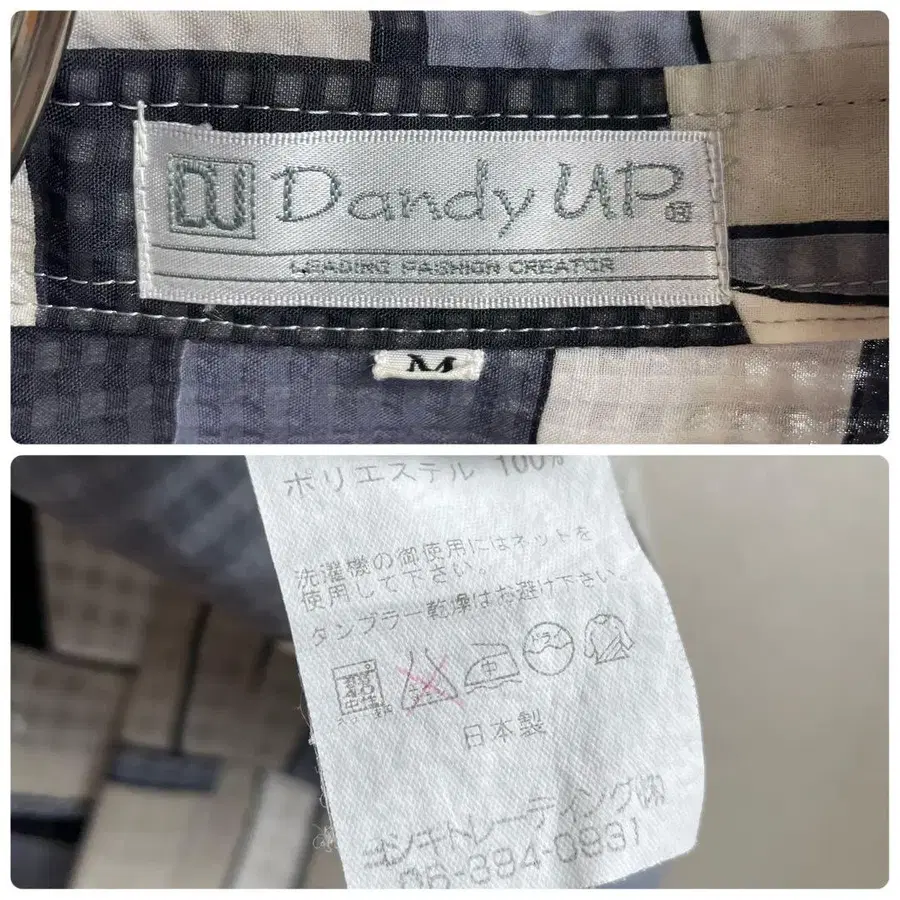 DU Dandy UP®
LEADING FASHION CREATOR
M
ポリエステル 100%
洗濯機の御使用にはネットを
使用して下さい。
タンブラー乾燥はお避け下さい。
40 中 ドライ
日本製
トレーディング㈱
06-394-0931